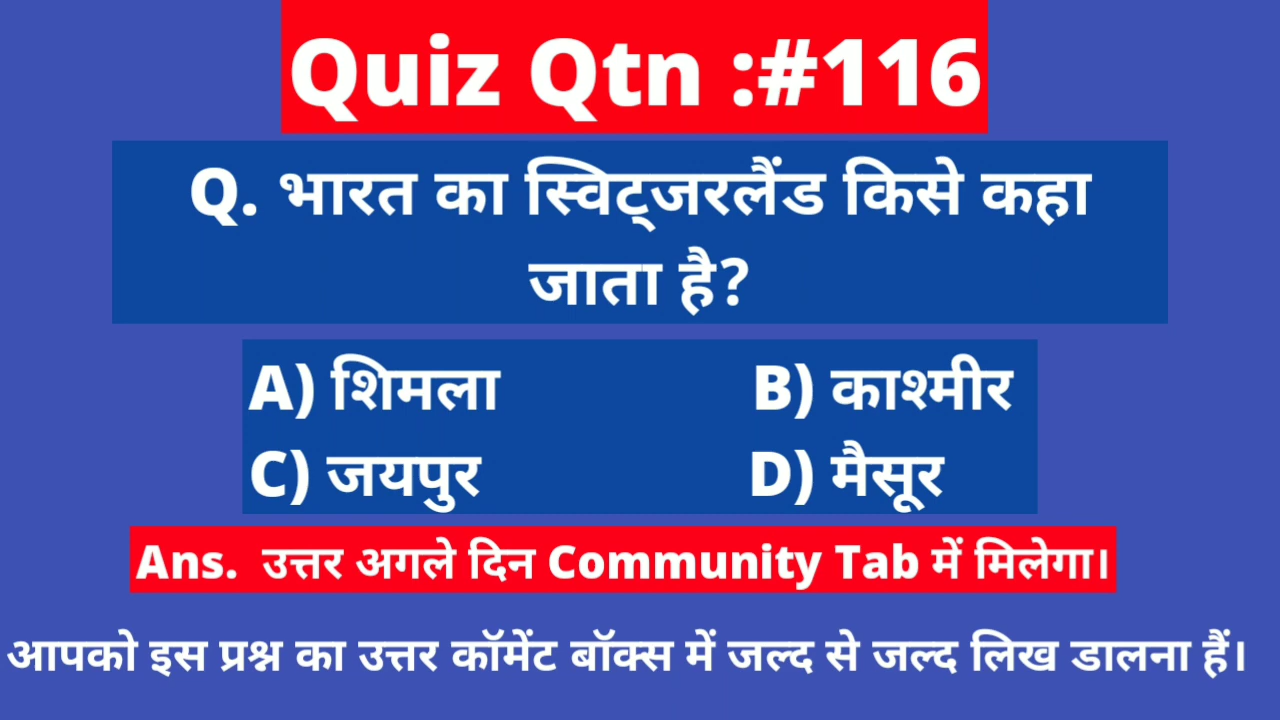 Quiz Qtn :#116
Q. भारत का स्विट्जरलैंड किसे कहा
जाता है?
A) शिमला B) काश्मीर
C) जयपुर D) मैसूर
Ans. उत्तर अगले दिन Community Tab में मिलेगा।
आपको इस प्रश्न का उत्तर कॉमेंट बॉक्स में जल्द से जल्द लिख डालना हैं।